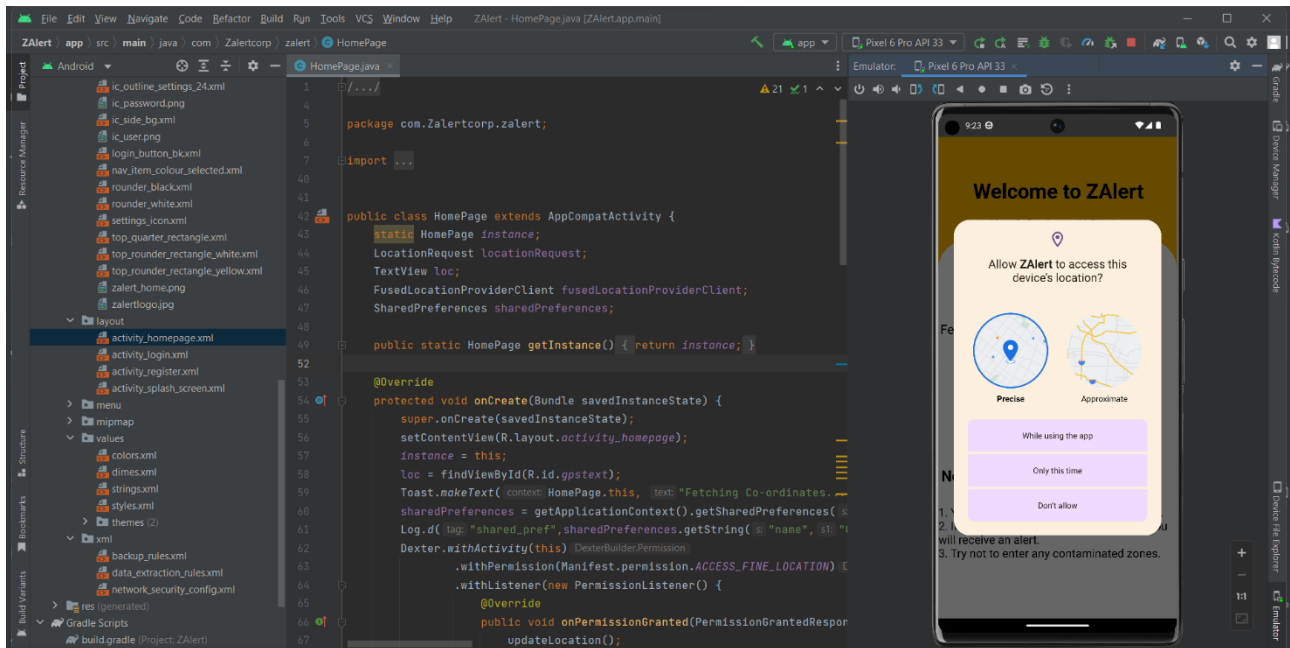 File Edit View Navigate Code Refactor Build Run Tools VCS Window Help ZAlert - HomePage.java [ZAlert.app.main]
ZAlert app src main java com Zalertcorp zalert HomePage app Pixel 6 Pro API 33
Project
Resource Manager
Structure
Bookmarks
Build Variants
Android
ic_outline_settings_24.xml
ic_password.png
ic_side_bg.xml
ic_user.png
login_button_bk.xml
nav_item_colour_selected.xml
rounder_black.xml
rounder_white.xml
settings_icon.xml
top_quarter_rectangle.xml
top_rounder_rectangle_white.xml
top_rounder_rectangle_yellow.xml
zalert_home.png
zalertlogo.jpg
layout
activity_homepage.xml
activity_login.xml
activity_register.xml
activity_splash_screen.xml
menu
mipmap
values
colors.xml
dimes.xml
strings.xml
styles.xml
themes (2)
xml
backup_rules.xml
data_extraction_rules.xml
network_security_config.xml
res (generated)
Gradle Scripts
build.gradle (Project: ZAlert)
HomePage.java
21 1
1 /.../
4
5 package com.Zalertcorp.zalert;
6
7 import ...
40
41
42 public class HomePage extends AppCompatActivity {
43 static HomePage instance;
44 LocationRequest locationRequest;
45 TextView loc;
46 FusedLocationProviderClient fusedLocationProviderClient;
47 SharedPreferences sharedPreferences;
48
49 public static HomePage getInstance() { return instance; }
52
53 @Override
54 protected void onCreate(Bundle savedInstanceState) {
55 super.onCreate(savedInstanceState);
56 setContentView(R.layout.activity_homepage);
57 instance = this;
58 loc = findViewById(R.id.gpstext);
59 Toast.makeText( context: HomePage.this, text: "Fetching Co-ordinates.
60 sharedPreferences = getApplicationContext().getSharedPreferences( s
61 Log.d( tag: "shared_pref",sharedPreferences.getString( s: "name", s1: "
62 Dexter.withActivity(this) DexterBuilder.Permission
63 .withPermission(Manifest.permission.ACCESS_FINE_LOCATION)
64 .withListener(new PermissionListener() {
65 @Override
66 public void onPermissionGranted(PermissionGrantedRespon
67 updateLocation();
Emulator: Pixel 6 Pro API 33
9:23
Welcome to ZAlert
Allow ZAlert to access this
device's location?
Fe
Precise Approximate
While using the app
Only this time
Don't allow
will receive an alert.
3. Try not to enter any contaminated zones.
1:1
Gradle
Device Manager
Kotlin Bytecode
Device File Explorer
Emulator